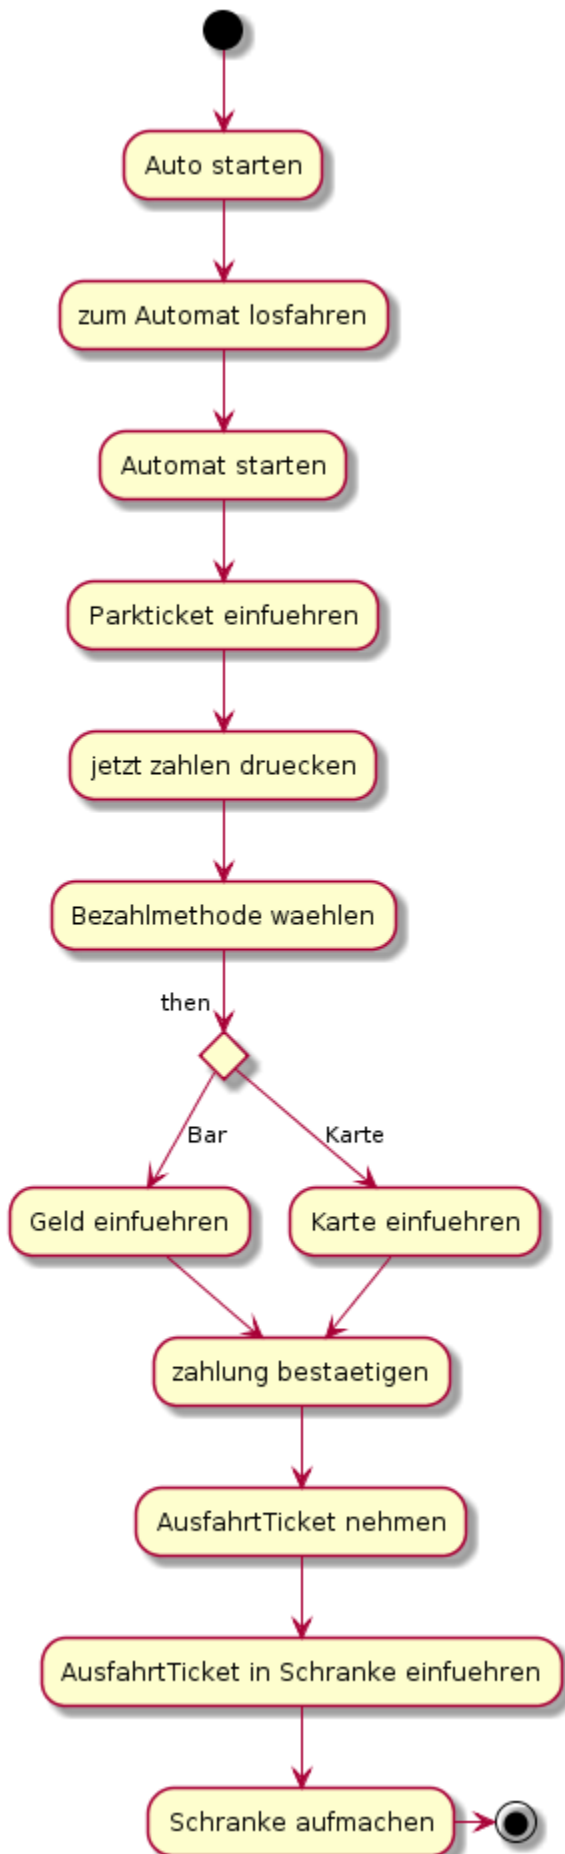 Auto starten
zum Automat losfahren
Automat starten
Parkticket einfuehren
jetzt zahlen druecken
Bezahlmethode waehlen
then
Bar
Karte
Geld einfuehren
Karte einfuehren
zahlung bestaetigen
AusfahrtTicket nehmen
AusfahrtTicket in Schranke einfuehren
Schranke aufmachen